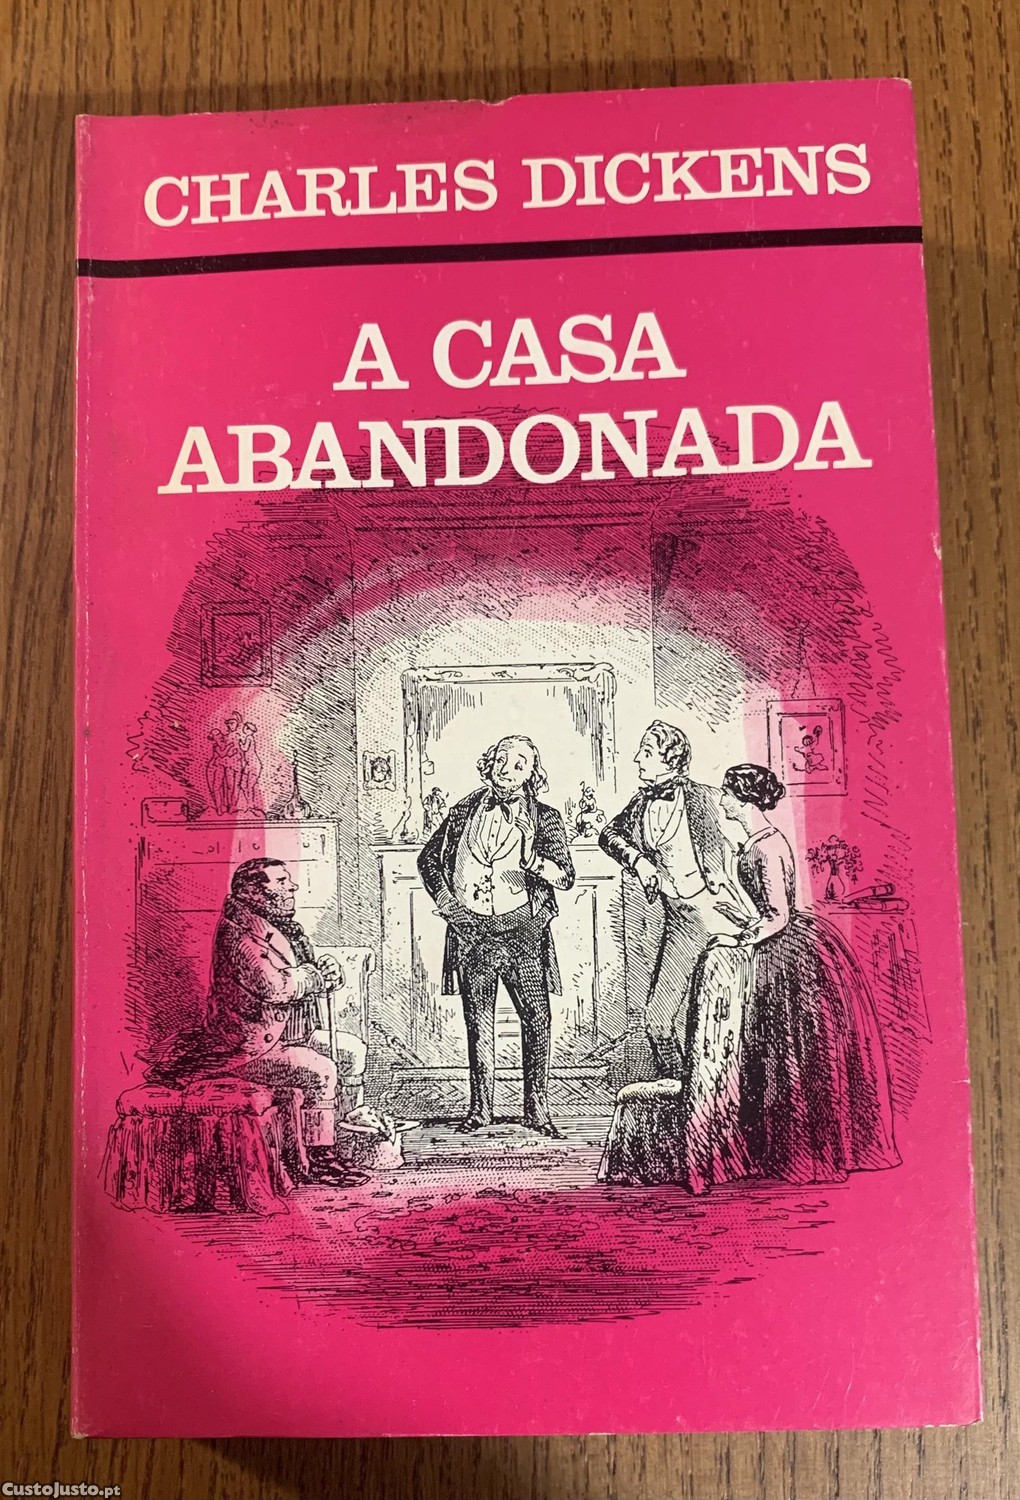 CHARLES DICKENS
A CASA
ABANDONADA
CustoJusto.pt